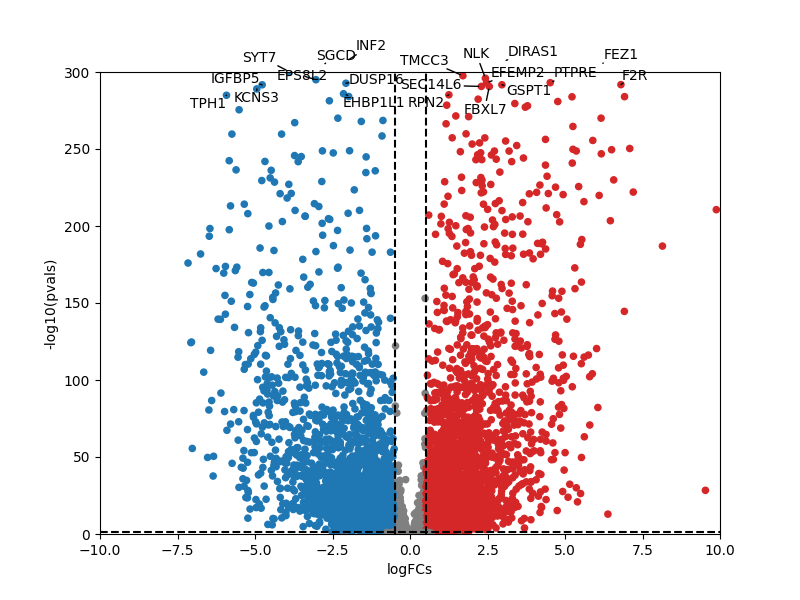 INF2
DIRAS1
SYT7
SGCD
TMCC3
NLK
FEZ1
IGFBP5
EPS8L2
DUSP16
SEC14L6
EFEMP2
PTPRE
F2R
TPH1
KCNS3
EHBP1L1
RPN2
GSPT1
FBXL7
300
250
200
150
100
50
0
-log10(pvals)
−10.0 −7.5 −5.0 −2.5 0.0 2.5 5.0 7.5 10.0
logFCs